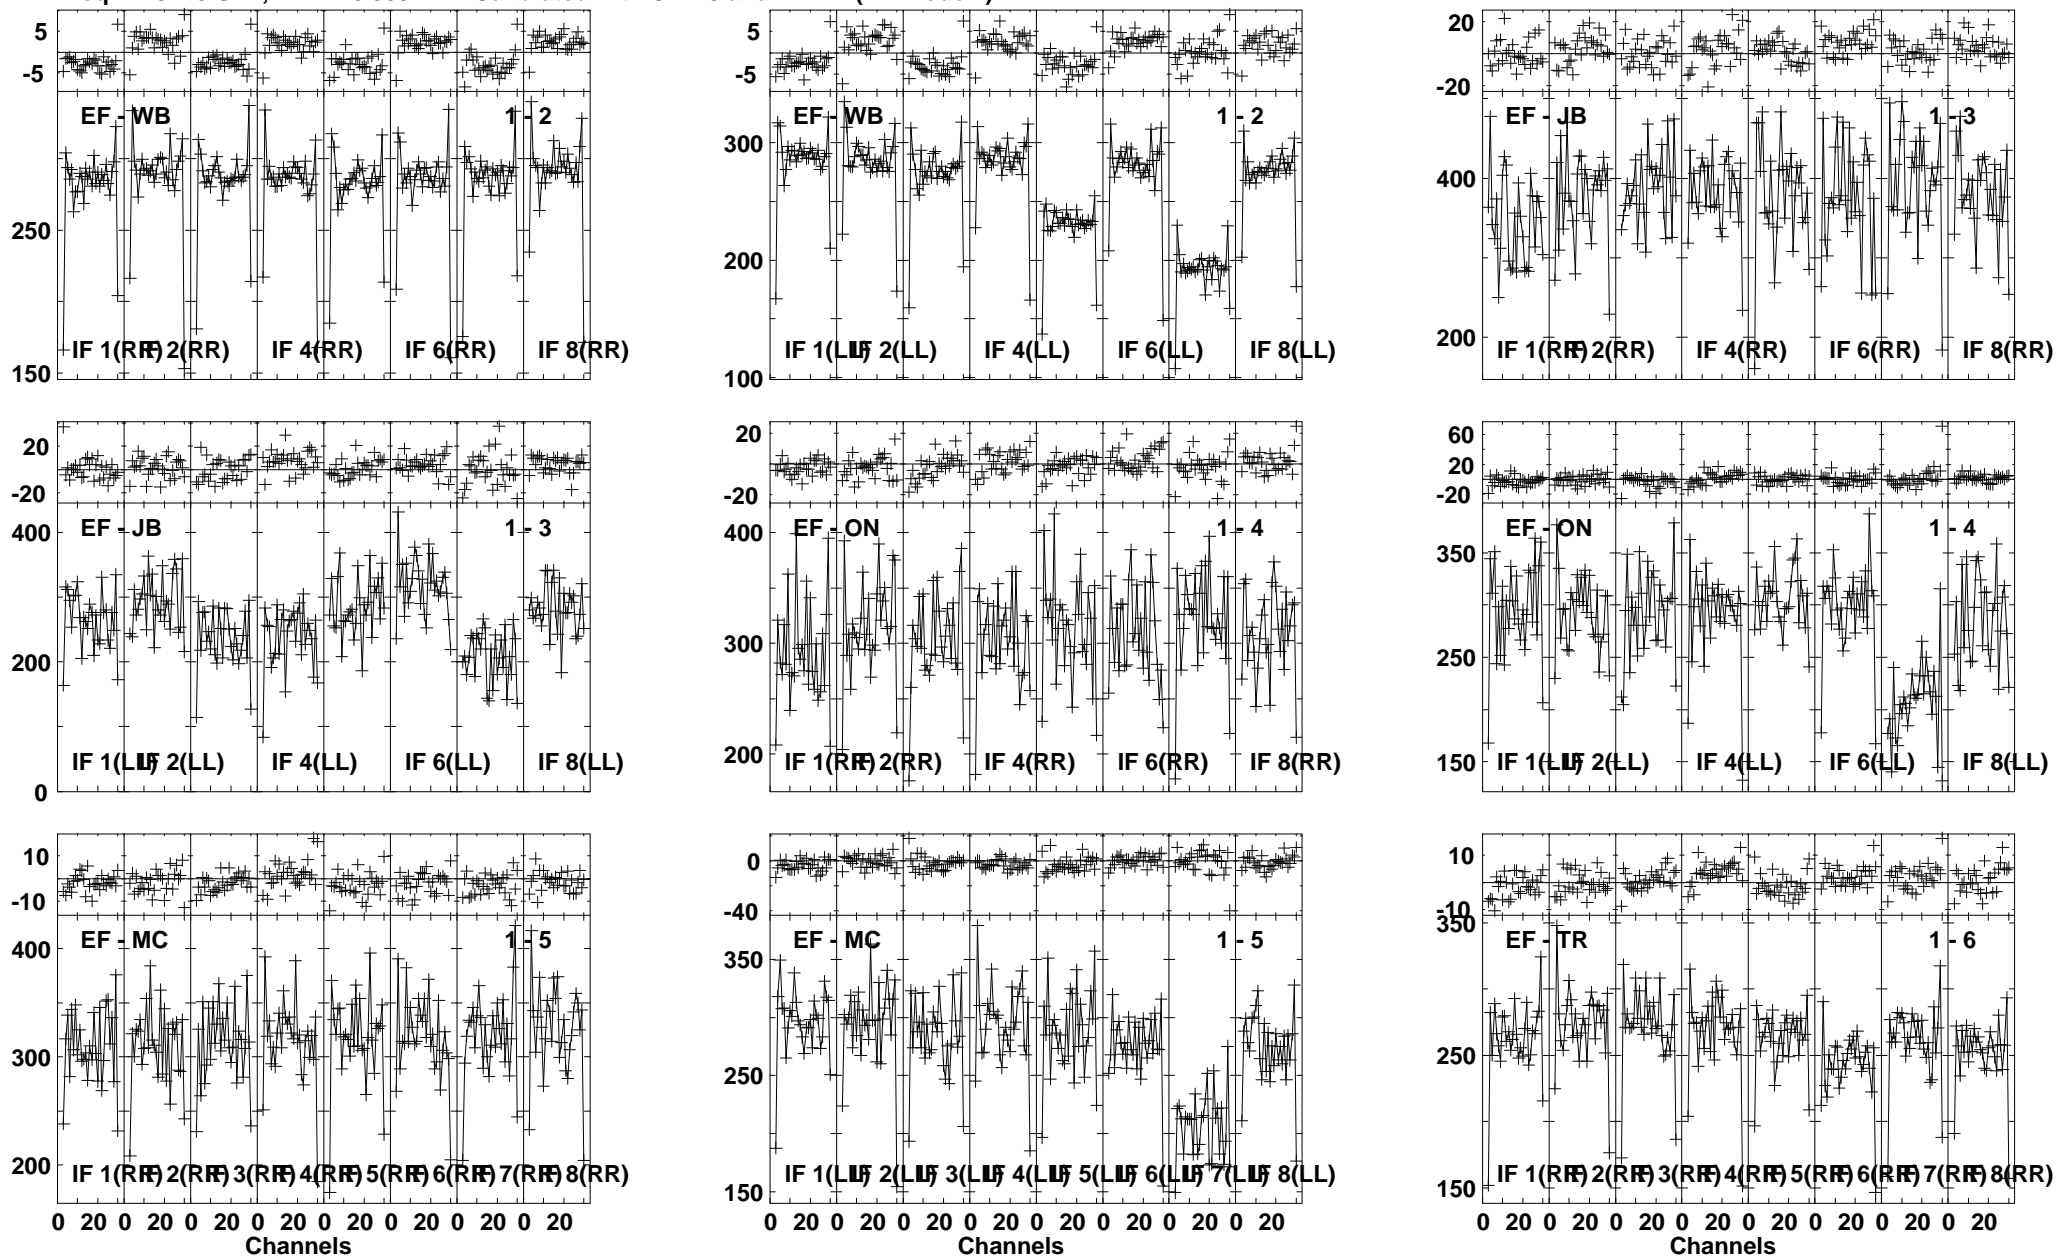 5
-5
EF - WB 1 - 2
250
150
IF 1(RR) IF 2(RR) IF 4(RR) IF 6(RR) IF 8(RR)
5
-5
EF - WB 1 - 2
300
200
100
IF 1(LL) IF 2(LL) IF 4(LL) IF 6(LL) IF 8(LL)
20
-20
EF - JB 1 - 3
400
200
IF 1(RR) IF 2(RR) IF 4(RR) IF 6(RR) IF 8(RR)
20
-20
EF - JB 1 - 3
400
200
0
IF 1(LL) IF 2(LL) IF 4(LL) IF 6(LL) IF 8(LL)
20
-20
EF - ON 1 - 4
400
300
200
IF 1(RR) IF 2(RR) IF 4(RR) IF 6(RR) IF 8(RR)
60
20
-20
EF - ON 1 - 4
350
250
150
IF 1(LL) IF 2(LL) IF 4(LL) IF 6(LL) IF 8(LL)
10
-10
EF - MC 1 - 5
400
300
200
IF 1(RR) IF 2(RR) IF 3(RR) IF 4(RR) IF 5(RR) IF 6(RR) IF 7(RR) IF 8(RR)
0 20 0 20 0 20 0 20 0 20 0 20 0 20 0 20
Channels
0
-40
EF - MC 1 - 5
350
250
150
IF 1(LL) IF 2(LL) IF 3(LL) IF 4(LL) IF 5(LL) IF 6(LL) IF 7(LL) IF 8(LL)
0 20 0 20 0 20 0 20 0 20 0 20 0 20 0 20
Channels
10
-10
EF - TR 1 - 6
350
250
150
IF 1(RR) IF 2(RR) IF 3(RR) IF 4(RR) IF 5(RR) IF 6(RR) IF 7(RR) IF 8(RR)
0 20 0 20 0 20 0 20 0 20 0 20 0 20 0 20
Channels